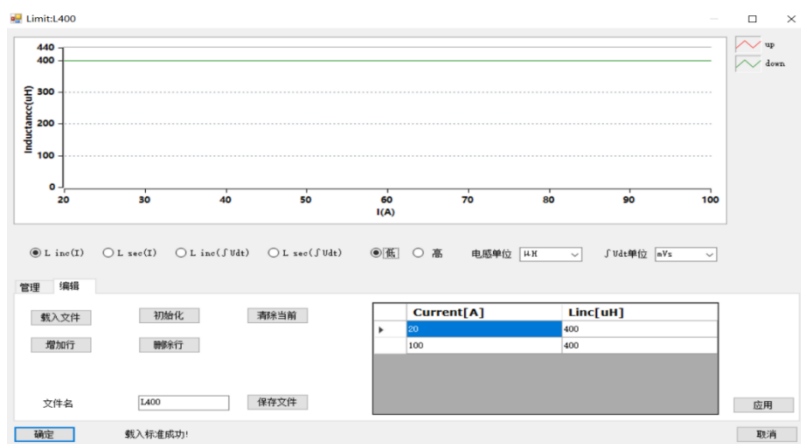 Limit:L400
440
400
300
200
100
0
Inductance(uH)
20 30 40 50 60 70 80 90 100
I(A)
up
down
L inc(I) L sec(I) L inc(∫Udt) L sec(∫Udt) 低 高 电感单位 μH ∫Udt单位 mVs
管理 编辑
载入文件 初始化 清除当前
增加行 删除行
文件名 L400 保存文件
Current[A] Linc[uH]
20 400
100 400
应用
确定 载入标准成功! 取消